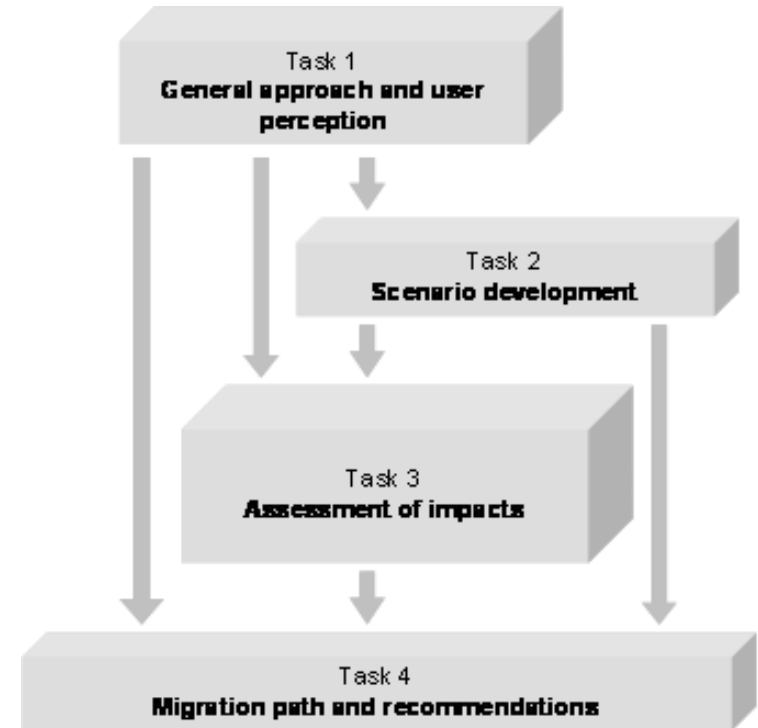 Task 1
General approach and user
perception
Task 2
Scenario development
Task 3
Assessment of impacts
Task 4
Migration path and recommendations